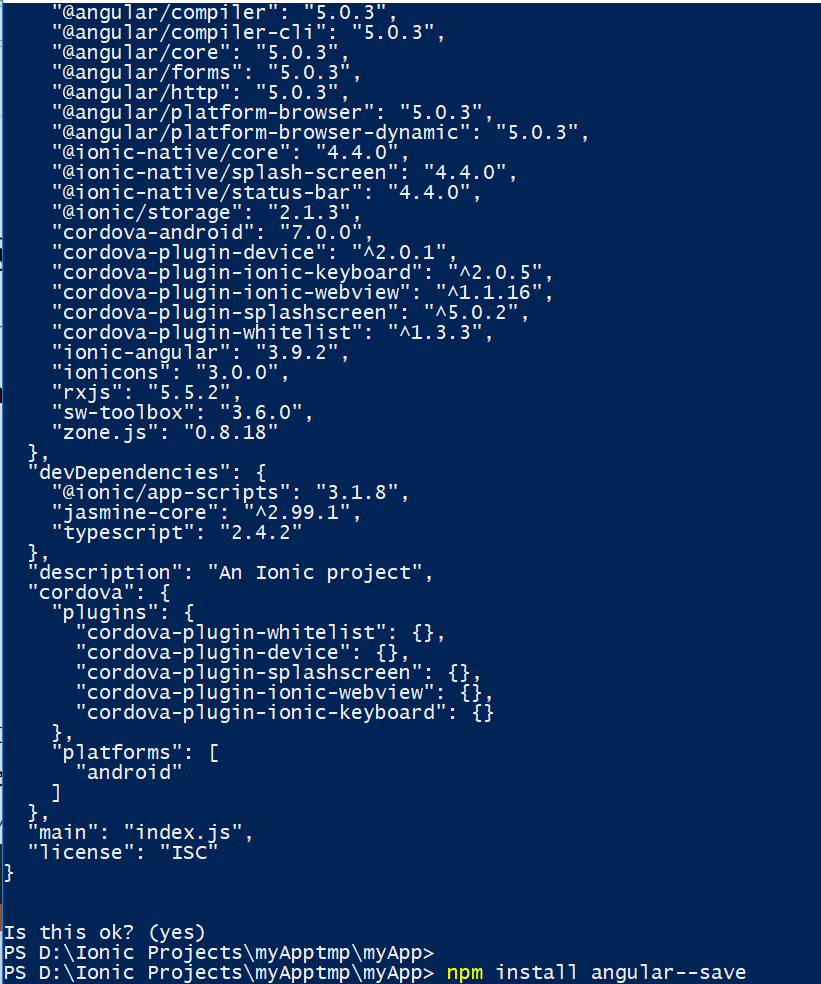 "@angular/compiler": "5.0.3",
    "@angular/compiler-cli": "5.0.3",
    "@angular/core": "5.0.3",
    "@angular/forms": "5.0.3",
    "@angular/http": "5.0.3",
    "@angular/platform-browser": "5.0.3",
    "@angular/platform-browser-dynamic": "5.0.3",
    "@ionic-native/core": "4.4.0",
    "@ionic-native/splash-screen": "4.4.0",
    "@ionic-native/status-bar": "4.4.0",
    "@ionic/storage": "2.1.3",
    "cordova-android": "7.0.0",
    "cordova-plugin-device": "^2.0.1",
    "cordova-plugin-ionic-keyboard": "^2.0.5",
    "cordova-plugin-ionic-webview": "^1.1.16",
    "cordova-plugin-splashscreen": "^5.0.2",
    "cordova-plugin-whitelist": "^1.3.3",
    "ionic-angular": "3.9.2",
    "ionicons": "3.0.0",
    "rxjs": "5.5.2",
    "sw-toolbox": "3.6.0",
    "zone.js": "0.8.18"
  },
  "devDependencies": {
    "@ionic/app-scripts": "3.1.8",
    "jasmine-core": "^2.99.1",
    "typescript": "2.4.2"
  },
  "description": "An Ionic project",
  "cordova": {
    "plugins": {
      "cordova-plugin-whitelist": {},
      "cordova-plugin-device": {},
      "cordova-plugin-splashscreen": {},
      "cordova-plugin-ionic-webview": {},
      "cordova-plugin-ionic-keyboard": {}
    },
    "platforms": [
      "android"
    ]
  },
  "main": "index.js",
  "license": "ISC"
}
Is this ok? (yes)
PS D:\Ionic Projects\myApptmp\myApp>
PS D:\Ionic Projects\myApptmp\myApp> npm install angular--save